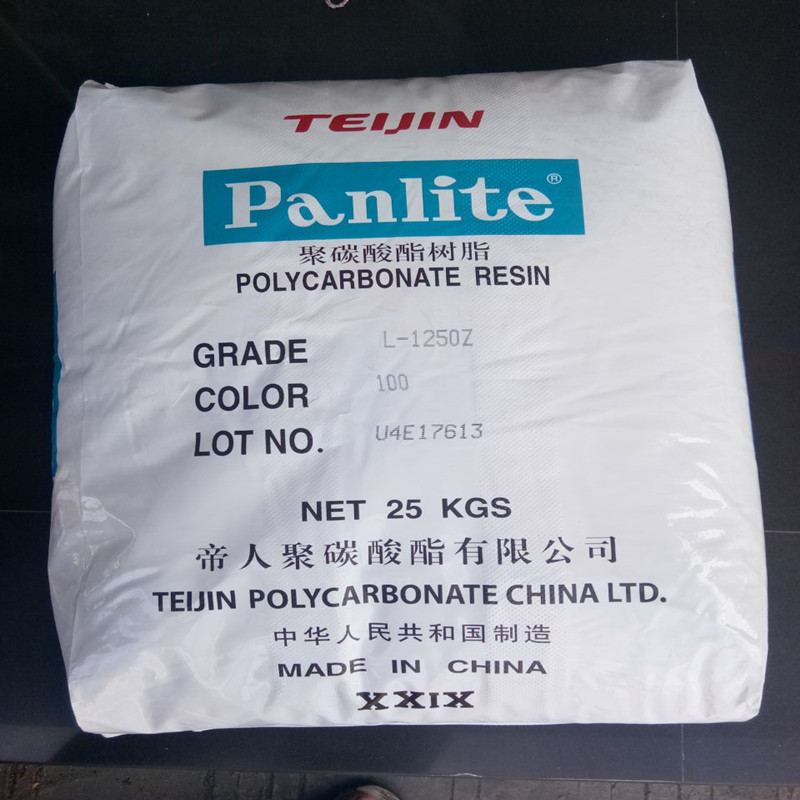 TEIJIN
Panlite®
聚碳酸酯树脂
POLYCARBONATE RESIN
GRADE L-1250Z
COLOR 100
LOT NO. U4E17613
NET 25 KGS
帝人聚碳酸酯有限公司
TEIJIN POLYCARBONATE CHINA LTD.
中华人民共和国制造
MADE IN CHINA
XXIX